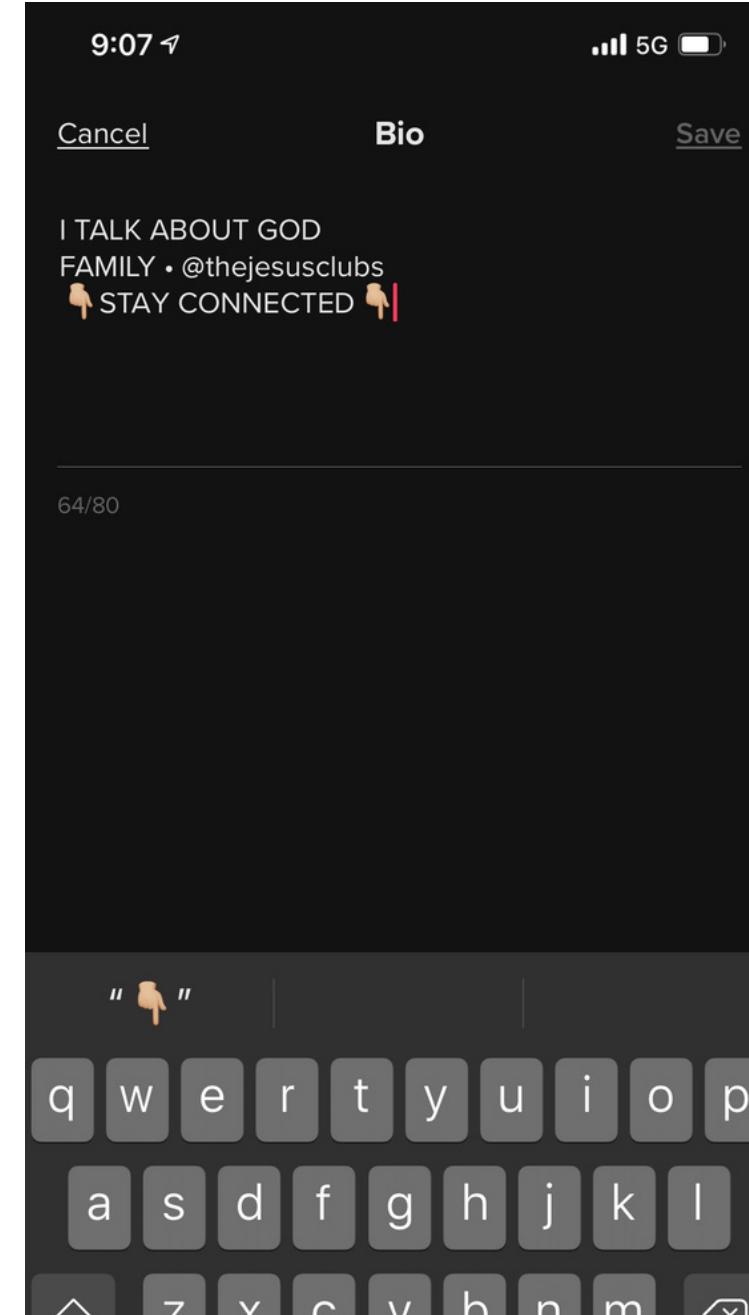 9:07 5G
Cancel Bio Save
I TALK ABOUT GOD
FAMILY • @thejesusclubs
👇🏼STAY CONNECTED 👇🏼
64/80
“👇🏼”
q w e r t y u i o p
a s d f g h j k l
z x c v b n m